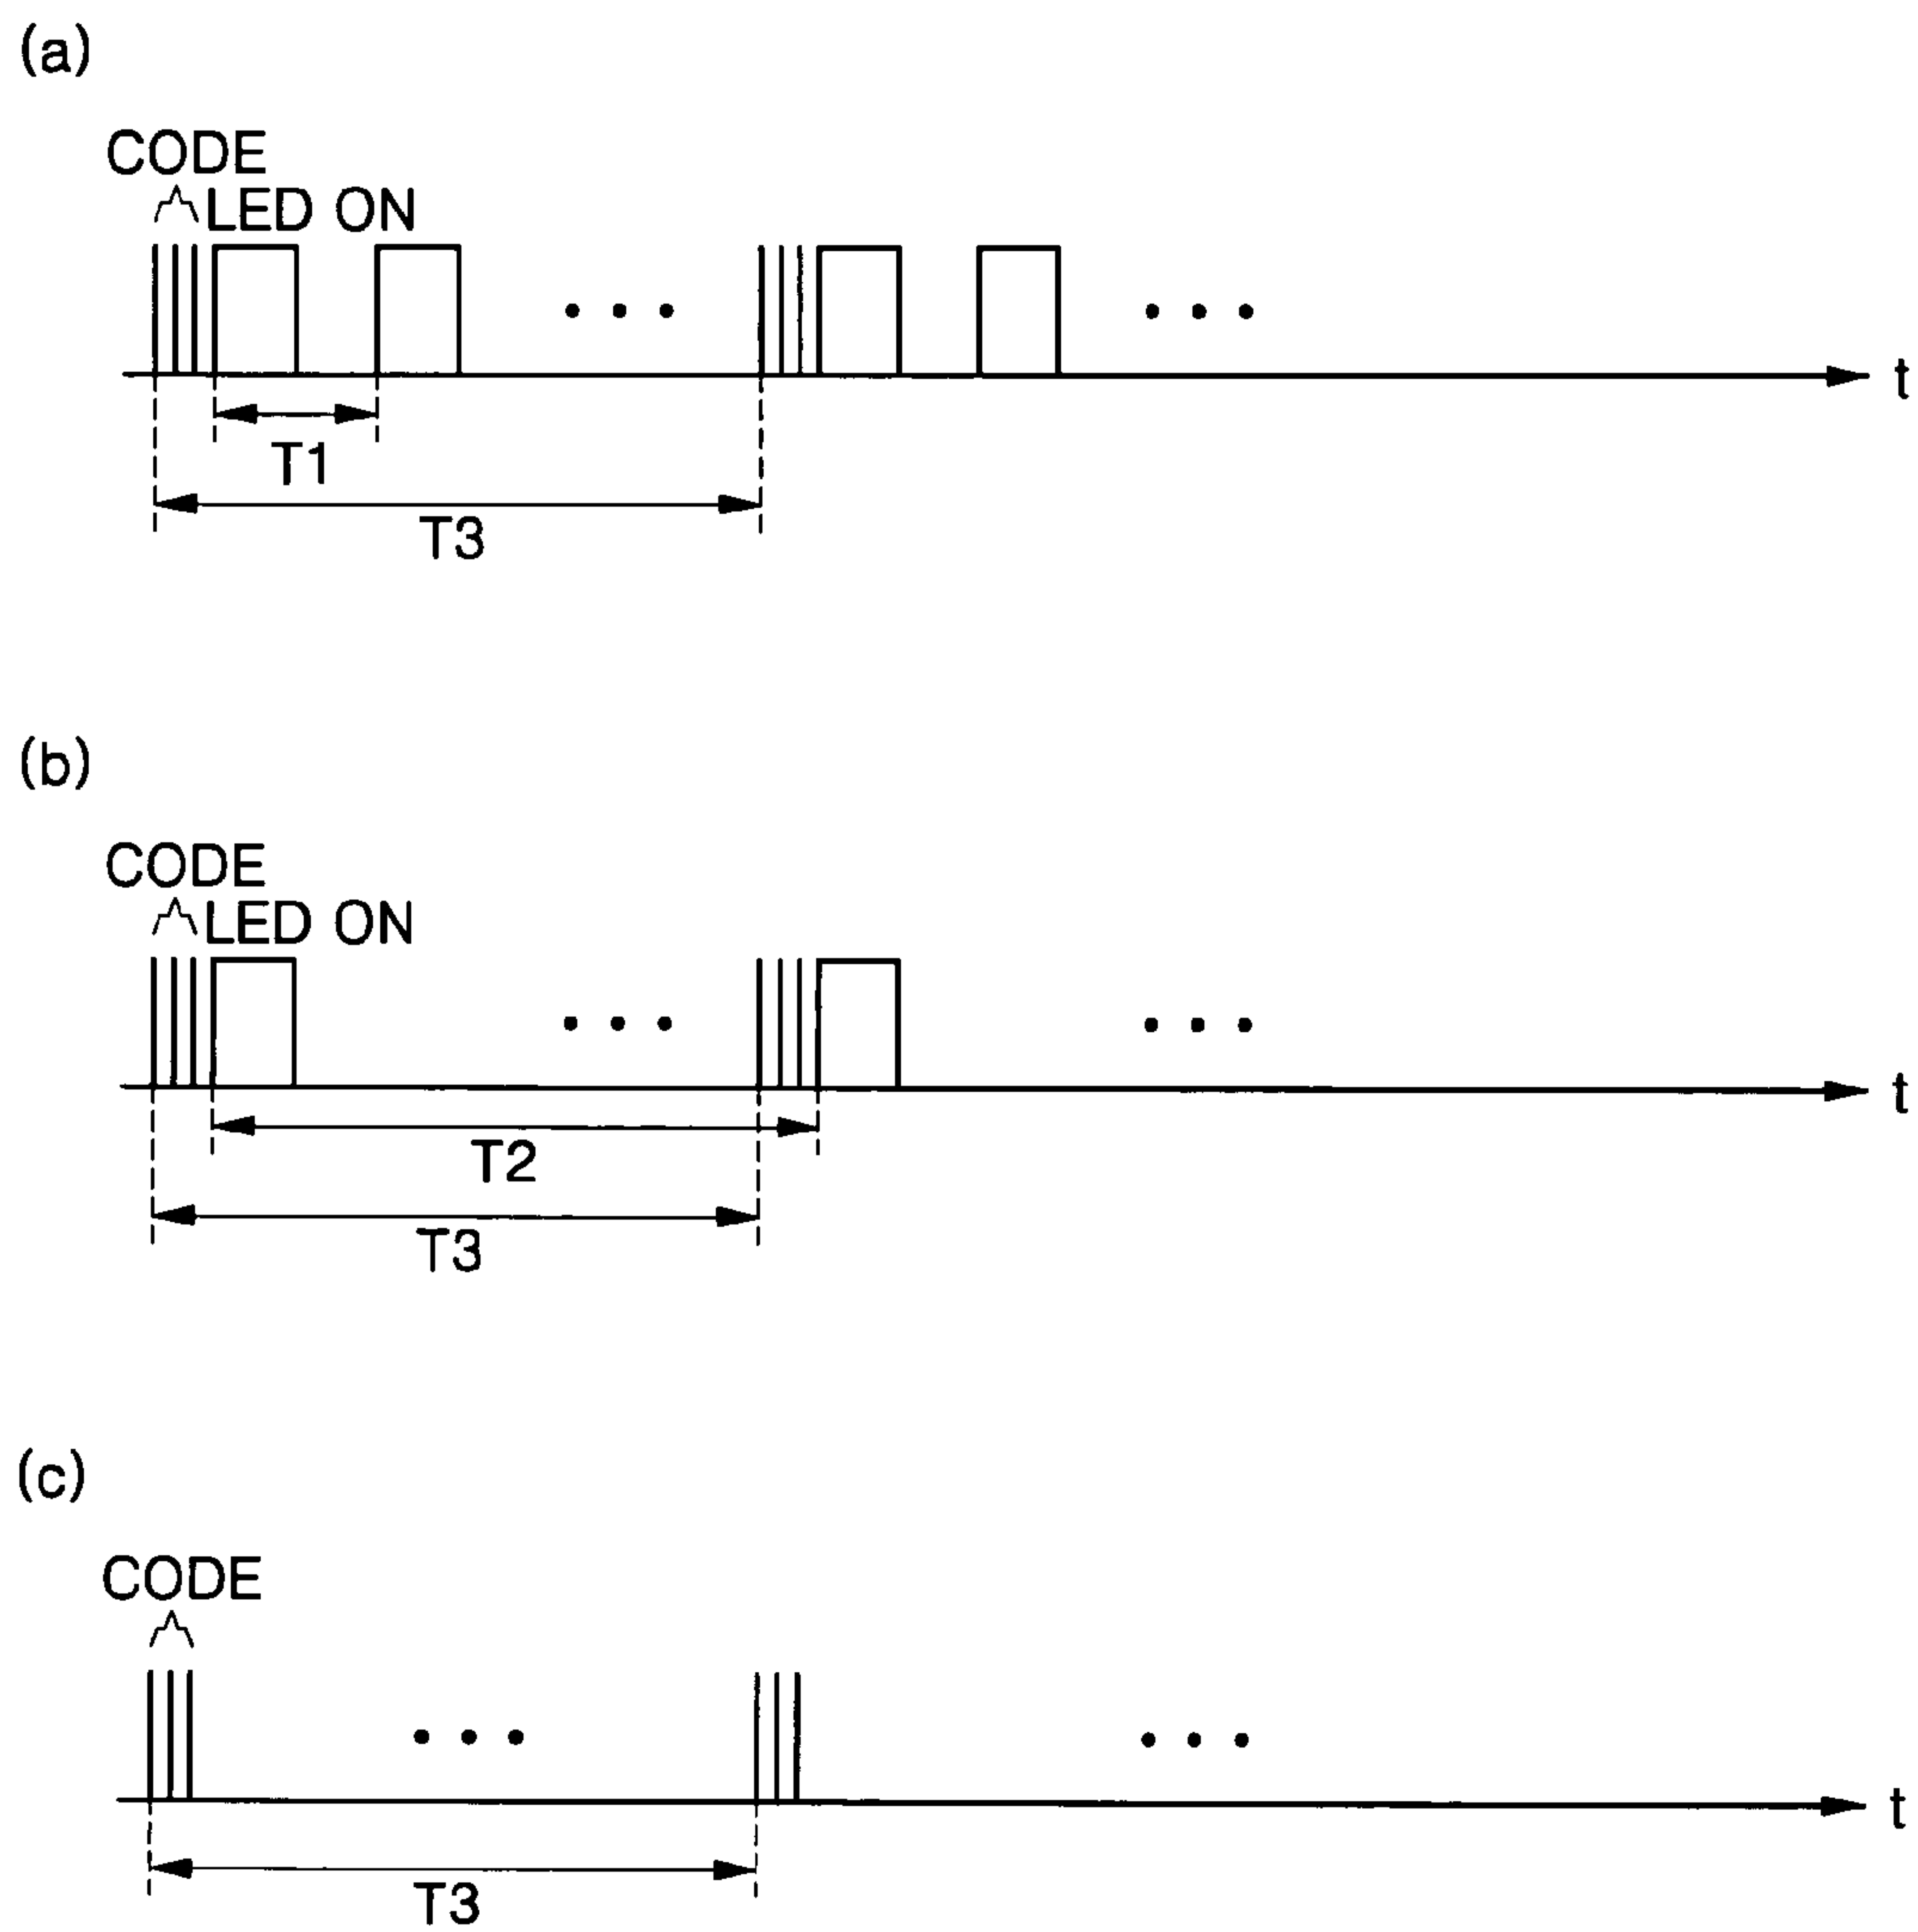 (a)
CODE
LED ON
t
T1
T3
(b)
CODE
LED ON
t
T2
T3
(c)
CODE
t
T3